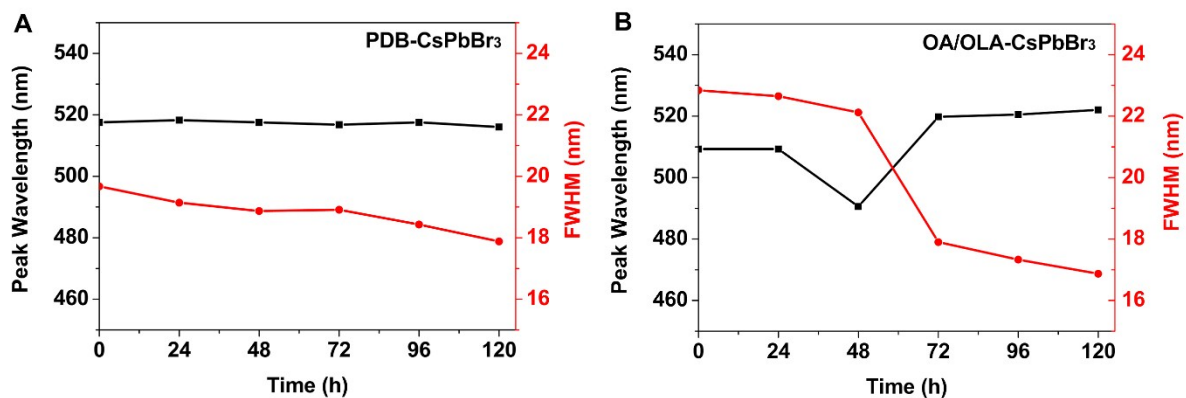 A
PDB-CsPbBr₃
Peak Wavelength (nm)
540
520
500
480
460
24
22
20
18
16
FWHM (nm)
0 24 48 72 96 120
Time (h)
B
OA/OLA-CsPbBr₃
Peak Wavelength (nm)
540
520
500
480
460
24
22
20
18
16
FWHM (nm)
0 24 48 72 96 120
Time (h)